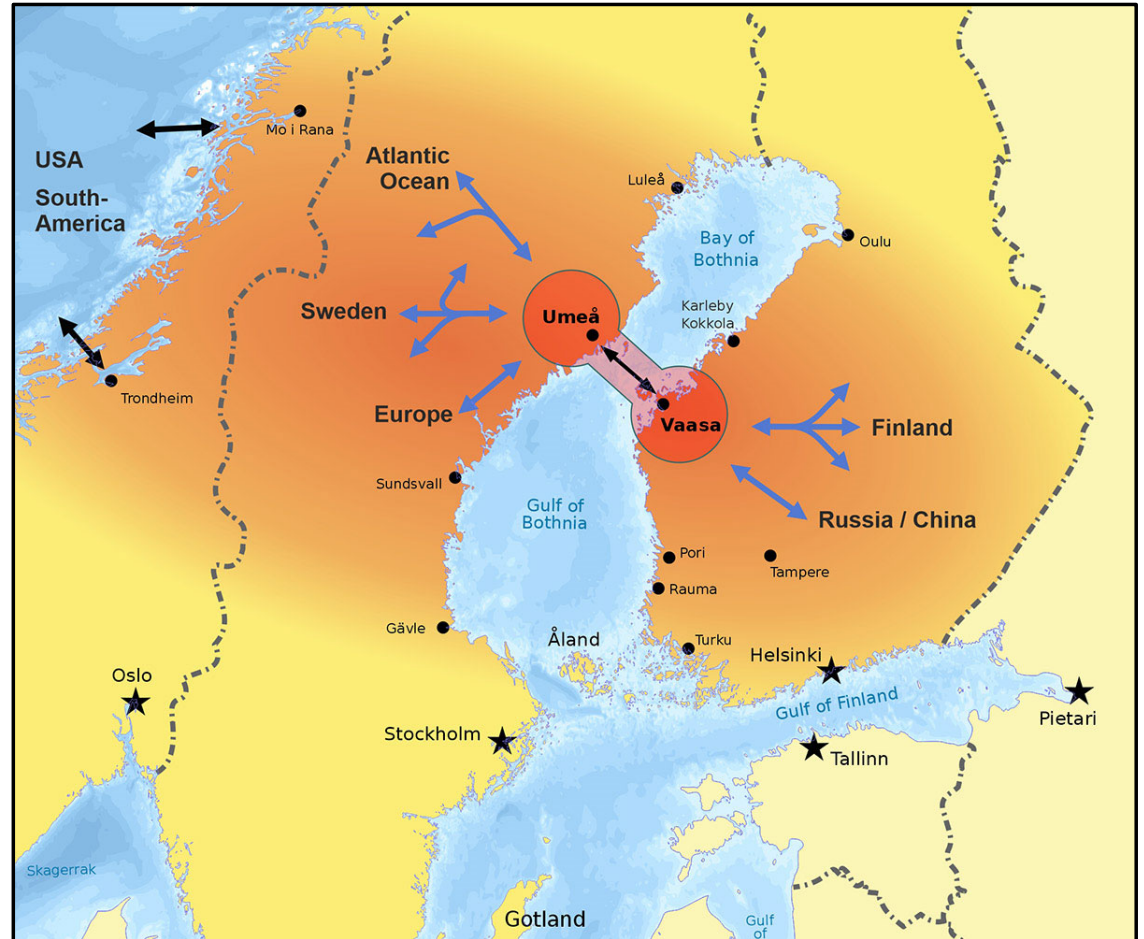 Mo i Rana
USA
South-
America
Atlantic
Ocean
Luleå
Bay of
Bothnia
Oulu
Sweden
Umeå
Karleby
Kokkola
Trondheim
Europe
Vaasa
Finland
Sundsvall
Gulf of
Bothnia
Russia / China
Pori
Tampere
Rauma
Gävle
Åland
Turku
Helsinki
Oslo
Gulf of Finland
Pietari
Stockholm
Tallinn
Skagerrak
Gotland
Gulf
of